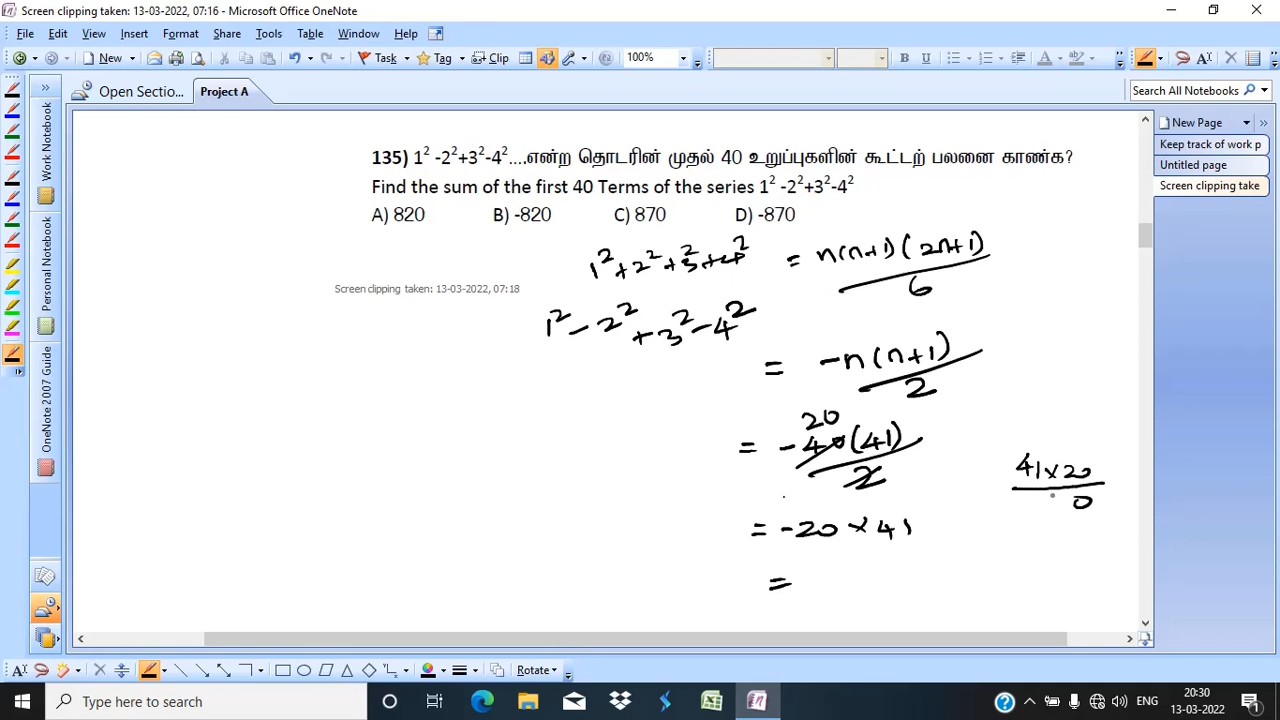 Screen clipping taken: 13-03-2022, 07:16 - Microsoft Office OneNote
File Edit View Insert Format Share Tools Table Window Help
New Task Tag Clip 100% B U
Open Sectio... Project A
Search All Notebooks
New Page
Keep track of work p
Untitled page
Screen clipping take
Work Notebook
Personal Notebook
OneNote 2007 Guide
135) 1² -2²+3²-4²....என்ற தொடரின் முதல் 40 உறுப்புகளின் கூட்டற் பலனை காண்க?
Find the sum of the first 40 Terms of the series 1² -2²+3²-4²
A) 820 B) -820 C) 870 D) -870
1²+2²+3²+4² = n(n+1)(2n+1)
6
Screen clipping taken: 13-03-2022, 07:18
1²-2²+3²-4²
= -n(n+1)
2
20
= -40(41)
2
41×20
0
= -20×41
=
Rotate
Type here to search
ENG
20:30
13-03-2022